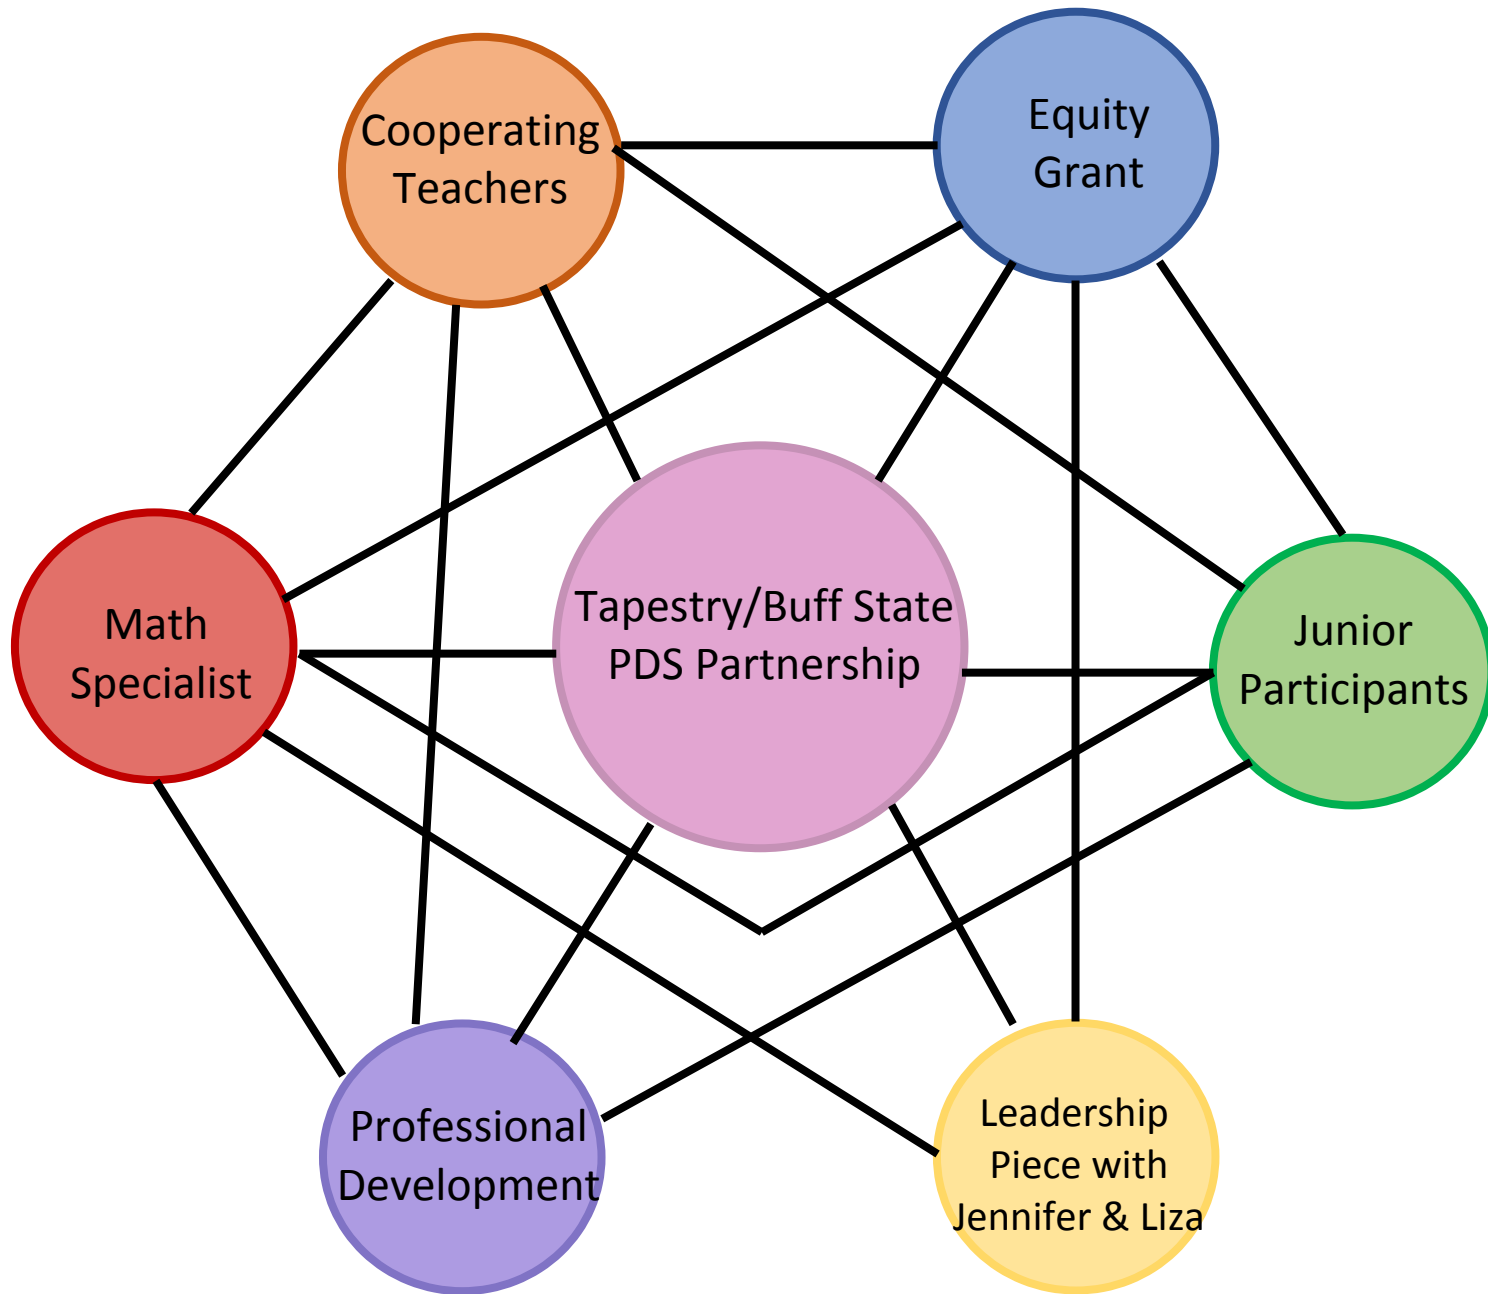 Cooperating
Teachers
Equity
Grant
Math
Specialist
Tapestry/Buff State
PDS Partnership
Junior
Participants
Professional
Development
Leadership
Piece with
Jennifer & Liza